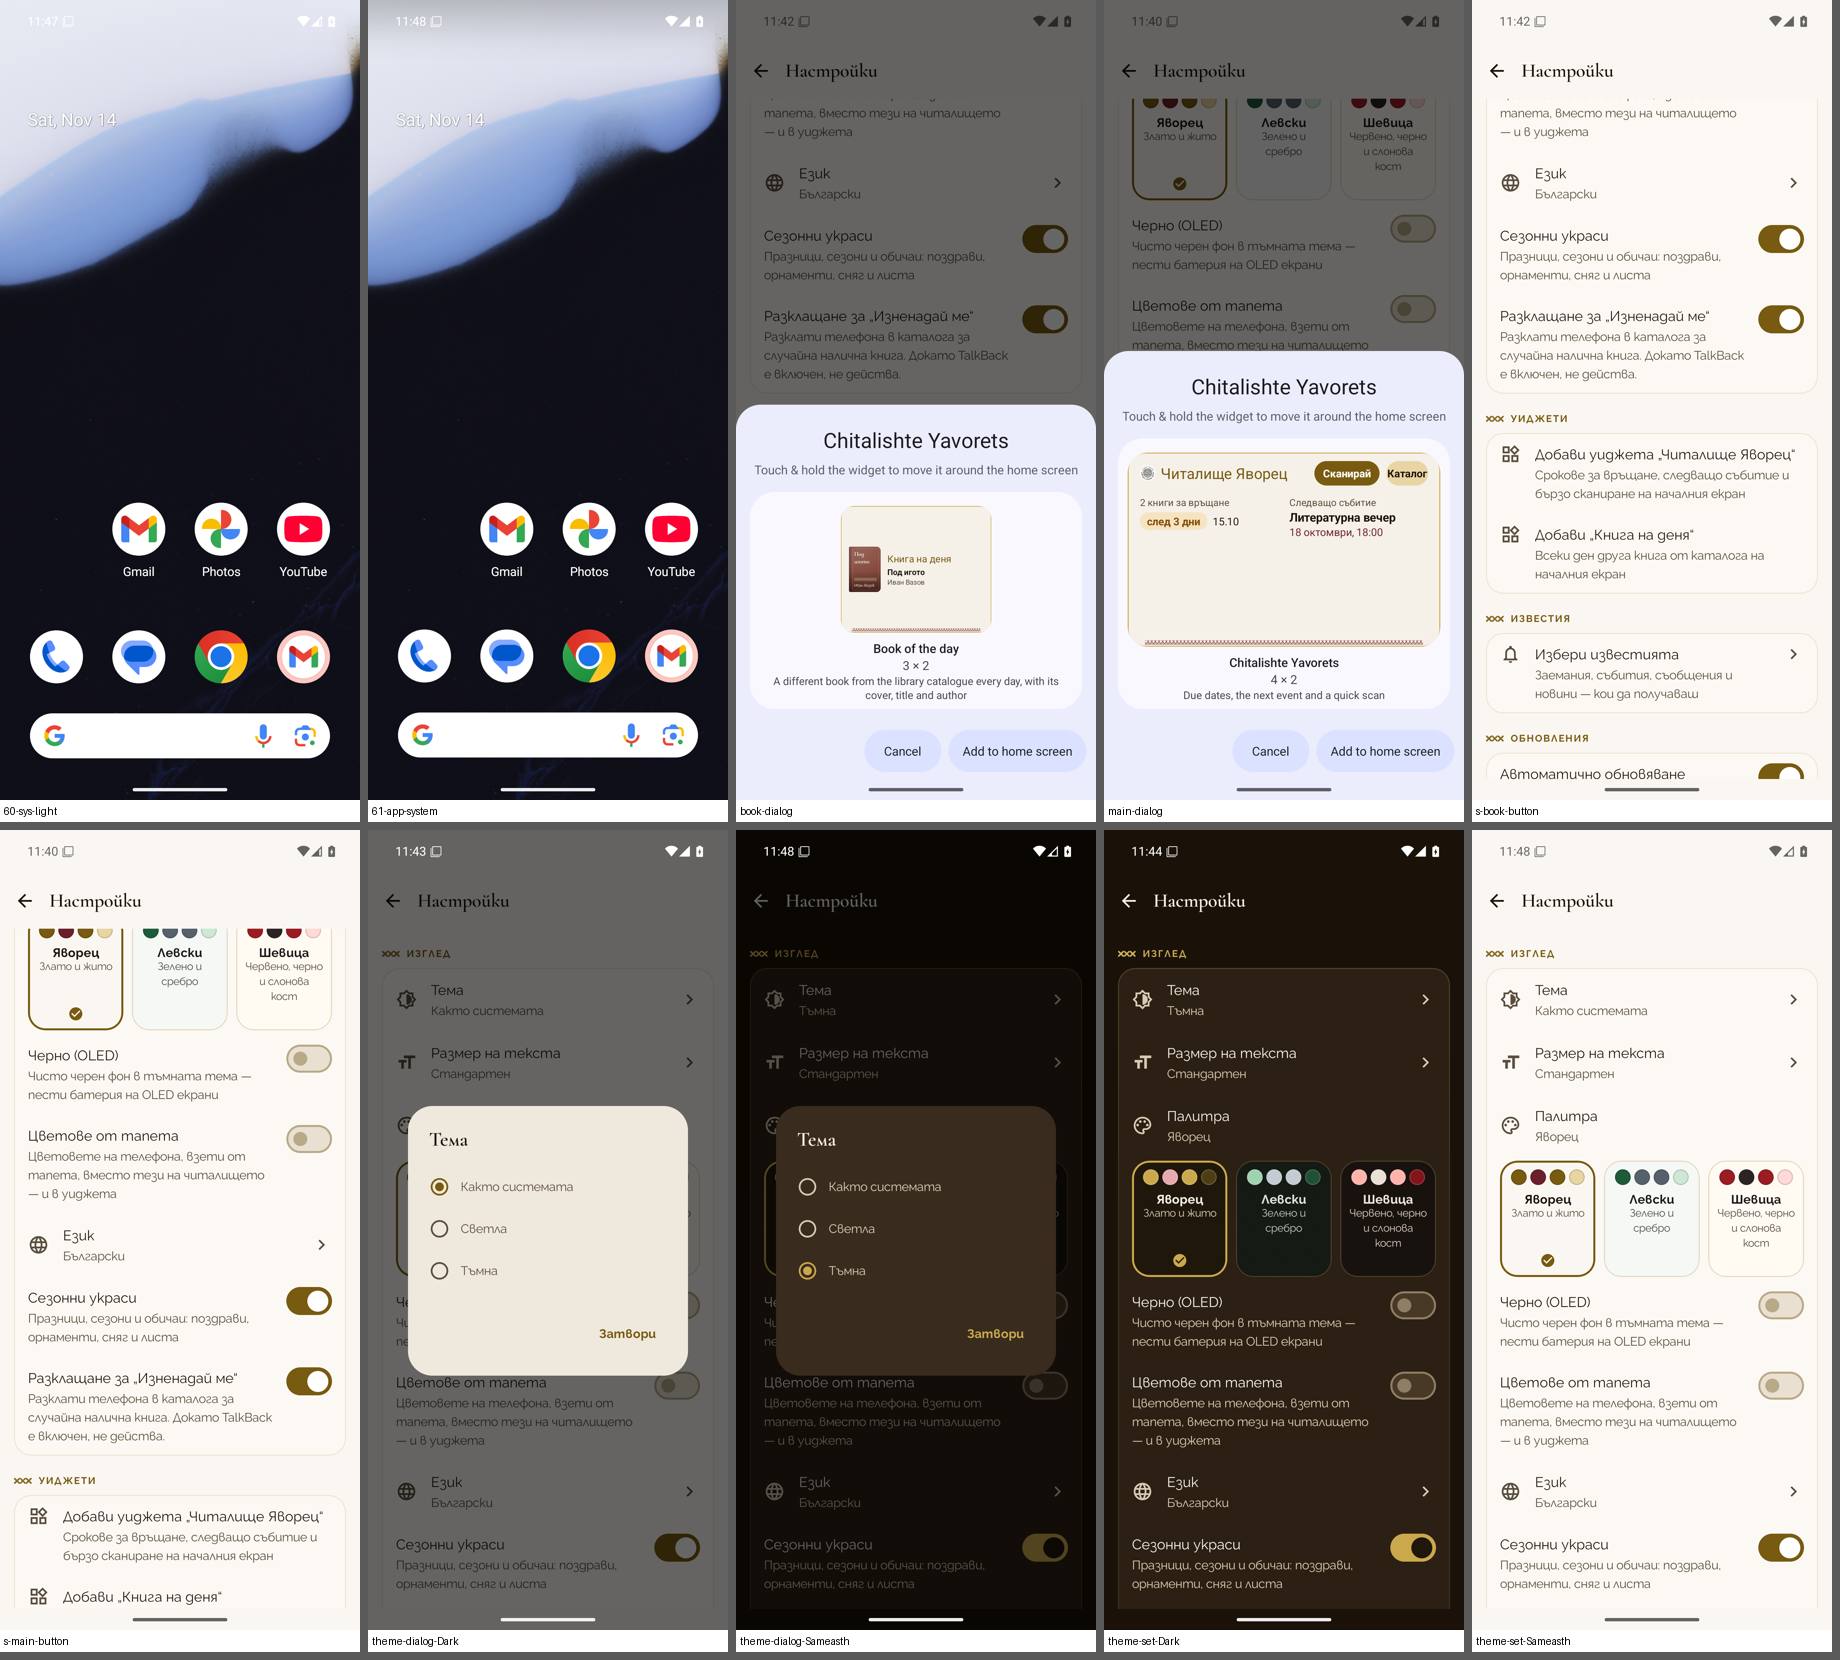 11:47
Sat, Nov 14
Gmail
Photos
YouTube
60-sys-light
11:48
Sat, Nov 14
Gmail
Photos
YouTube
61-app-system
11:42
Настройки
тапета, вместо тези на читалището
— и в уиджета
Език
Български
Сезонни украси
Празници, сезони и обичаи: поздрави,
орнаменти, сняг и листа
Разклащане за „Изненадай ме“
Разклати телефона в каталога за
случайна налична книга. Докато TalkBack
е включен, не действа.
Chitalishte Yavorets
Touch & hold the widget to move it around the home screen
Книга на деня
Под игото
Иван Вазов
Book of the day
3 × 2
A different book from the library catalogue every day, with its
cover, title and author
Cancel
Add to home screen
book-dialog
11:40
Настройки
Яворец
Злато и жито
Левски
Зелено и
сребро
Шевица
Червено, черно
и слонова
кост
Черно (OLED)
Чисто черен фон в тъмната тема —
пести батерия на OLED екрани
Цветове от тапета
Цветовете на телефона, взети от
тапета, вместо тези на читалището
Chitalishte Yavorets
Touch & hold the widget to move it around the home screen
Читалище Яворец
Сканирай
Каталог
2 книги за връщане
след 3 дни 15.10
Следващо събитие
Литературна вечер
18 октомври, 18:00
Chitalishte Yavorets
4 × 2
Due dates, the next event and a quick scan
Cancel
Add to home screen
main-dialog
11:42
Настройки
тапета, вместо тези на читалището
— и в уиджета
Език
Български
Сезонни украси
Празници, сезони и обичаи: поздрави,
орнаменти, сняг и листа
Разклащане за „Изненадай ме“
Разклати телефона в каталога за
случайна налична книга. Докато TalkBack
е включен, не действа.
УИДЖЕТИ
Добави уиджета „Читалище Яворец“
Срокове за връщане, следващо събитие и
бързо сканиране на началния екран
Добави „Книга на деня“
Всеки ден друга книга от каталога на
началния екран
ИЗВЕСТИЯ
Избери известията
Заемания, събития, съобщения и
новини — кои да получаваш
ОБНОВЛЕНИЯ
Автоматично обновяване
s-book-button
11:40
Настройки
Яворец
Злато и жито
Левски
Зелено и
сребро
Шевица
Червено, черно
и слонова
кост
Черно (OLED)
Чисто черен фон в тъмната тема —
пести батерия на OLED екрани
Цветове от тапета
Цветовете на телефона, взети от
тапета, вместо тези на читалището
— и в уиджета
Език
Български
Сезонни украси
Празници, сезони и обичаи: поздрави,
орнаменти, сняг и листа
Разклащане за „Изненадай ме“
Разклати телефона в каталога за
случайна налична книга. Докато TalkBack
е включен, не действа.
УИДЖЕТИ
Добави уиджета „Читалище Яворец“
Срокове за връщане, следващо събитие и
бързо сканиране на началния екран
Добави „Книга на деня“
s-main-button
11:43
Настройки
ИЗГЛЕД
Тема
Както системата
Размер на текста
Стандартен
Тема
Както системата
Светла
Тъмна
Затвори
Цветове от тапета
Цветовете на телефона, взети от
тапета, вместо тези на читалището
— и в уиджета
Език
Български
Сезонни украси
Празници, сезони и обичаи: поздрави,
орнаменти, сняг и листа
theme-dialog-Dark
11:48
Настройки
ИЗГЛЕД
Тема
Тъмна
Размер на текста
Стандартен
Тема
Както системата
Светла
Тъмна
Затвори
Цветове от тапета
Цветовете на телефона, взети от
тапета, вместо тези на читалището
— и в уиджета
Език
Български
Сезонни украси
Празници, сезони и обичаи: поздрави,
орнаменти, сняг и листа
theme-dialog-Sameasth
11:44
Настройки
ИЗГЛЕД
Тема
Тъмна
Размер на текста
Стандартен
Палитра
Яворец
Яворец
Злато и жито
Левски
Зелено и
сребро
Шевица
Червено, черно
и слонова
кост
Черно (OLED)
Чисто черен фон в тъмната тема —
пести батерия на OLED екрани
Цветове от тапета
Цветовете на телефона, взети от
тапета, вместо тези на читалището
— и в уиджета
Език
Български
Сезонни украси
Празници, сезони и обичаи: поздрави,
орнаменти, сняг и листа
theme-set-Dark
11:48
Настройки
ИЗГЛЕД
Тема
Както системата
Размер на текста
Стандартен
Палитра
Яворец
Яворец
Злато и жито
Левски
Зелено и
сребро
Шевица
Червено, черно
и слонова
кост
Черно (OLED)
Чисто черен фон в тъмната тема —
пести батерия на OLED екрани
Цветове от тапета
Цветовете на телефона, взети от
тапета, вместо тези на читалището
— и в уиджета
Език
Български
Сезонни украси
Празници, сезони и обичаи: поздрави,
орнаменти, сняг и листа
theme-set-Sameasth